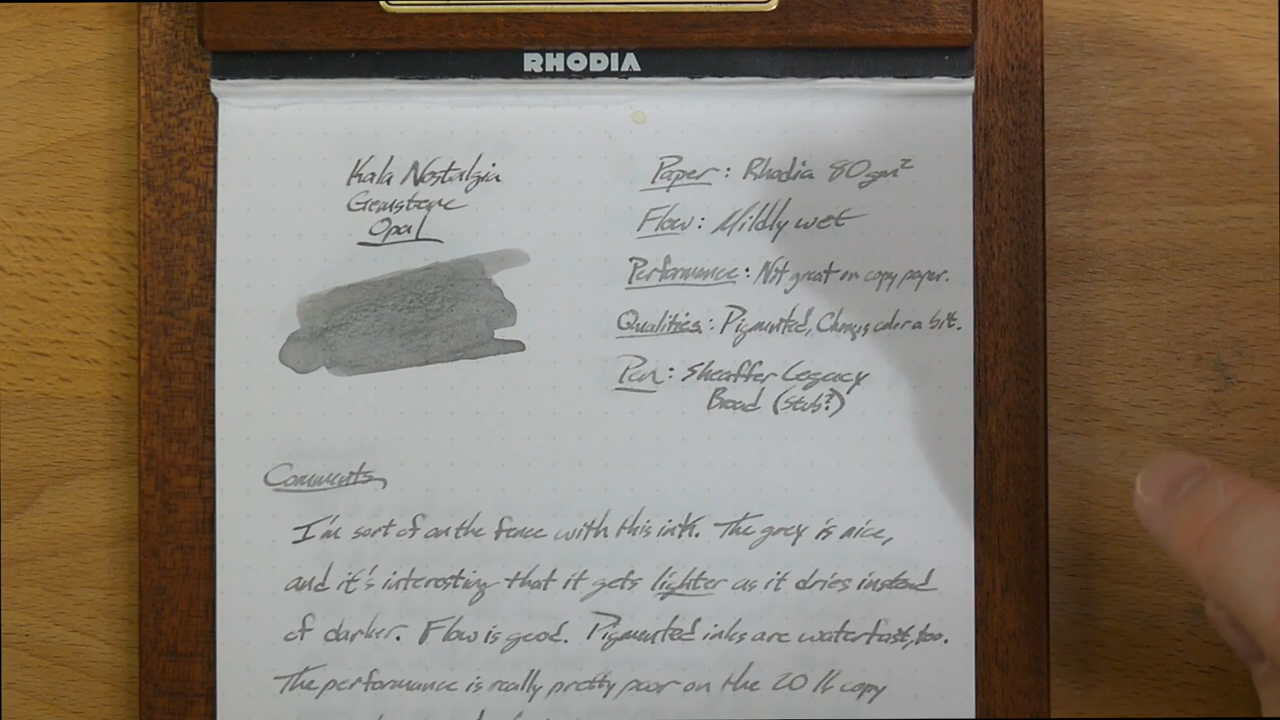 RHODIA
Kala Nostalgia
Gemstone
Opal
Paper: Rhodia 80gm²
Flow: Mildly wet
Performance: Not great on copy paper.
Qualities: Pigmented, Changes color a bit.
Pen: Sheaffer Legacy
Broad (stub?)
Comments
I'm sort of on the fence with this ink. The grey is nice,
and it's interesting that it gets lighter as it dries instead
of darker. Flow is good. Pigmented inks are waterfast, too.
The performance is really pretty poor on the 20 lb copy